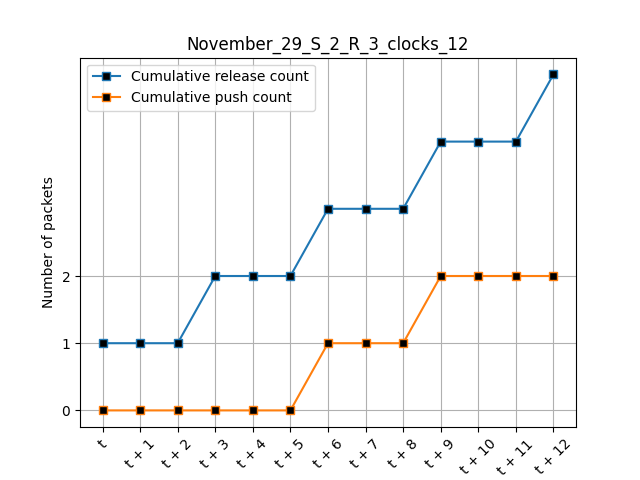 November_29_S_2_R_3_clocks_12
Cumulative release count
Cumulative push count
Number of packets
2
1
0
t
t + 1
t + 2
t + 3
t + 4
t + 5
t + 6
t + 7
t + 8
t + 9
t + 10
t + 11
t + 12